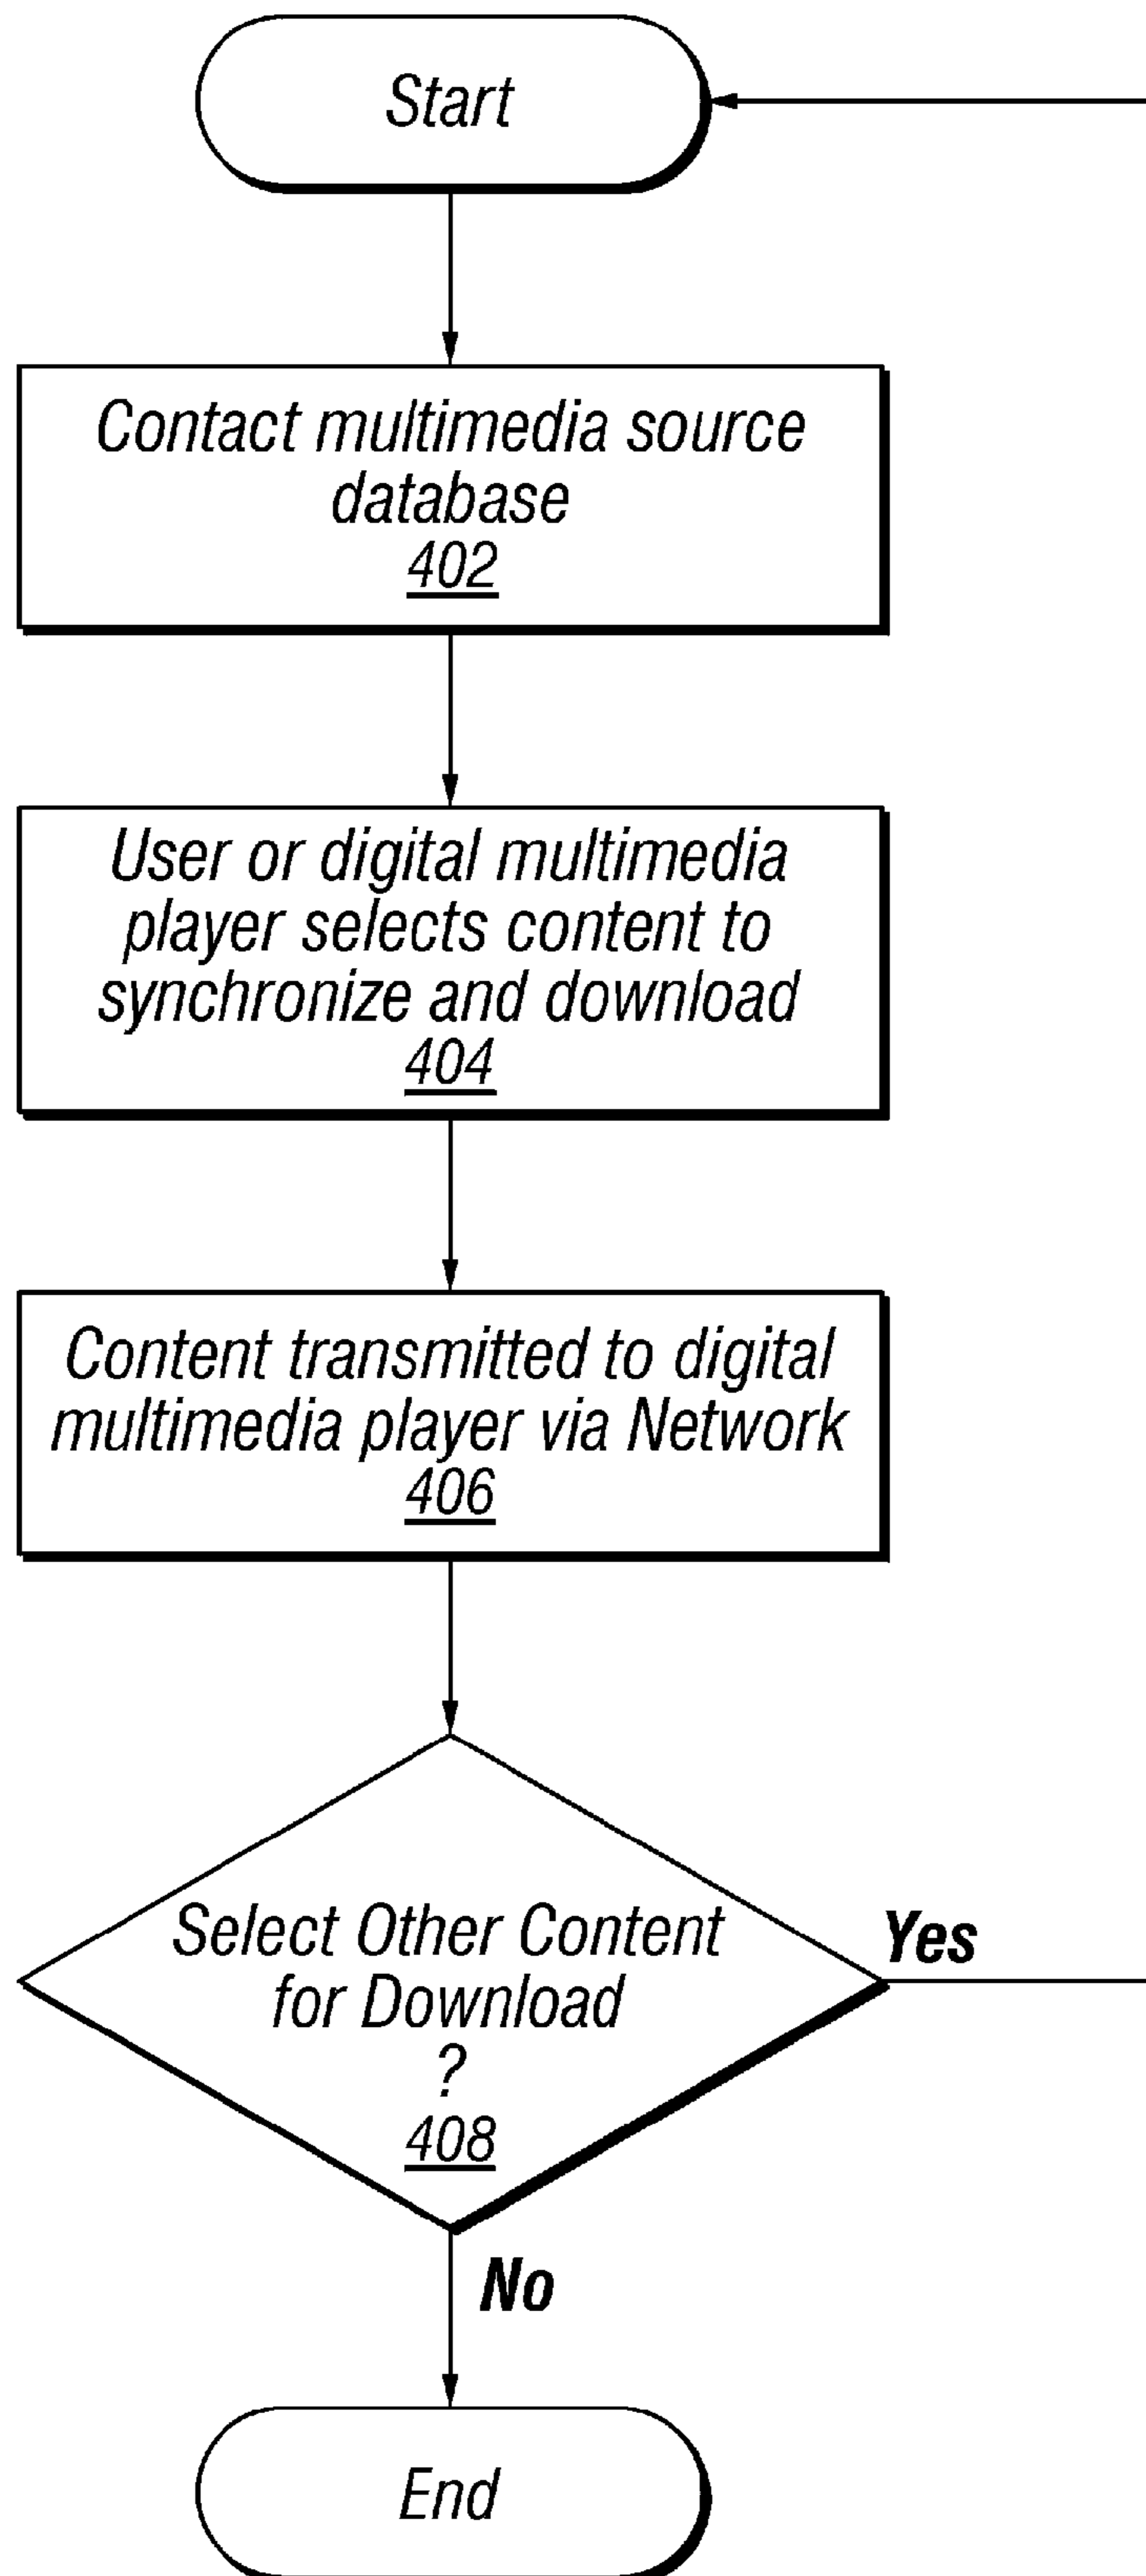 Start
Contact multimedia source
database
402
User or digital multimedia
player selects content to
synchronize and download
404
Content transmitted to digital
multimedia player via Network
406
Select Other Content
for Download
?
408
Yes
No
End